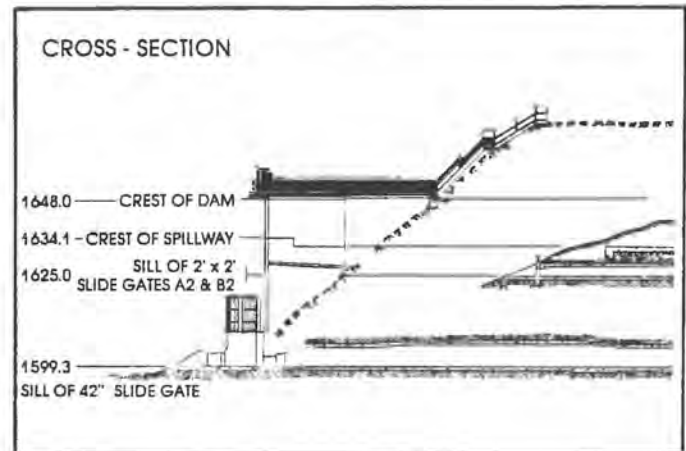 CROSS - SECTION
1648.0 CREST OF DAM
1634.1 - CREST OF SPILLWAY
SILL OF 2' x 2'
1625.0 SLIDE GATES A2 & B2
1599.3
SILL OF 42" SLIDE GATE